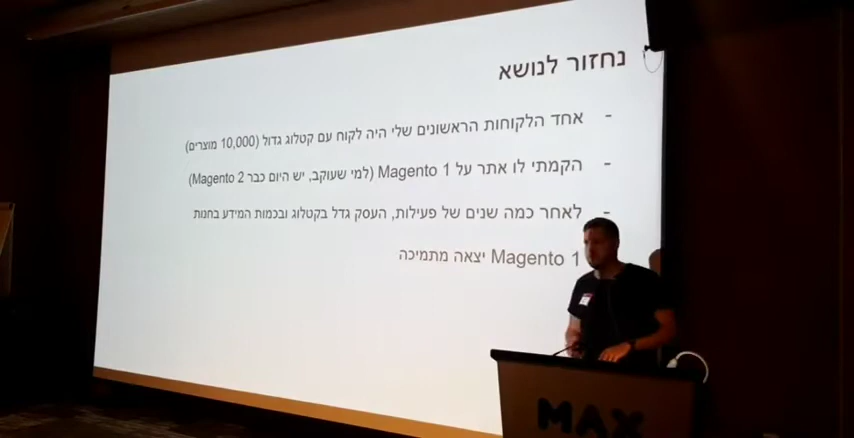 נחזור לנושא
- אחד הלקוחות הראשונים שלי היה לקוח עם קטלוג גדול (10,000 מוצרים)
- הקמתי לו אתר על Magento 1 (למי שעוקב, יש היום כבר Magento 2)
- לאחר כמה שנים של פעילות, העסק גדל בקטלוג ובכמות המידע בחנות
Magento 1 יצאה מתמיכה
MAX